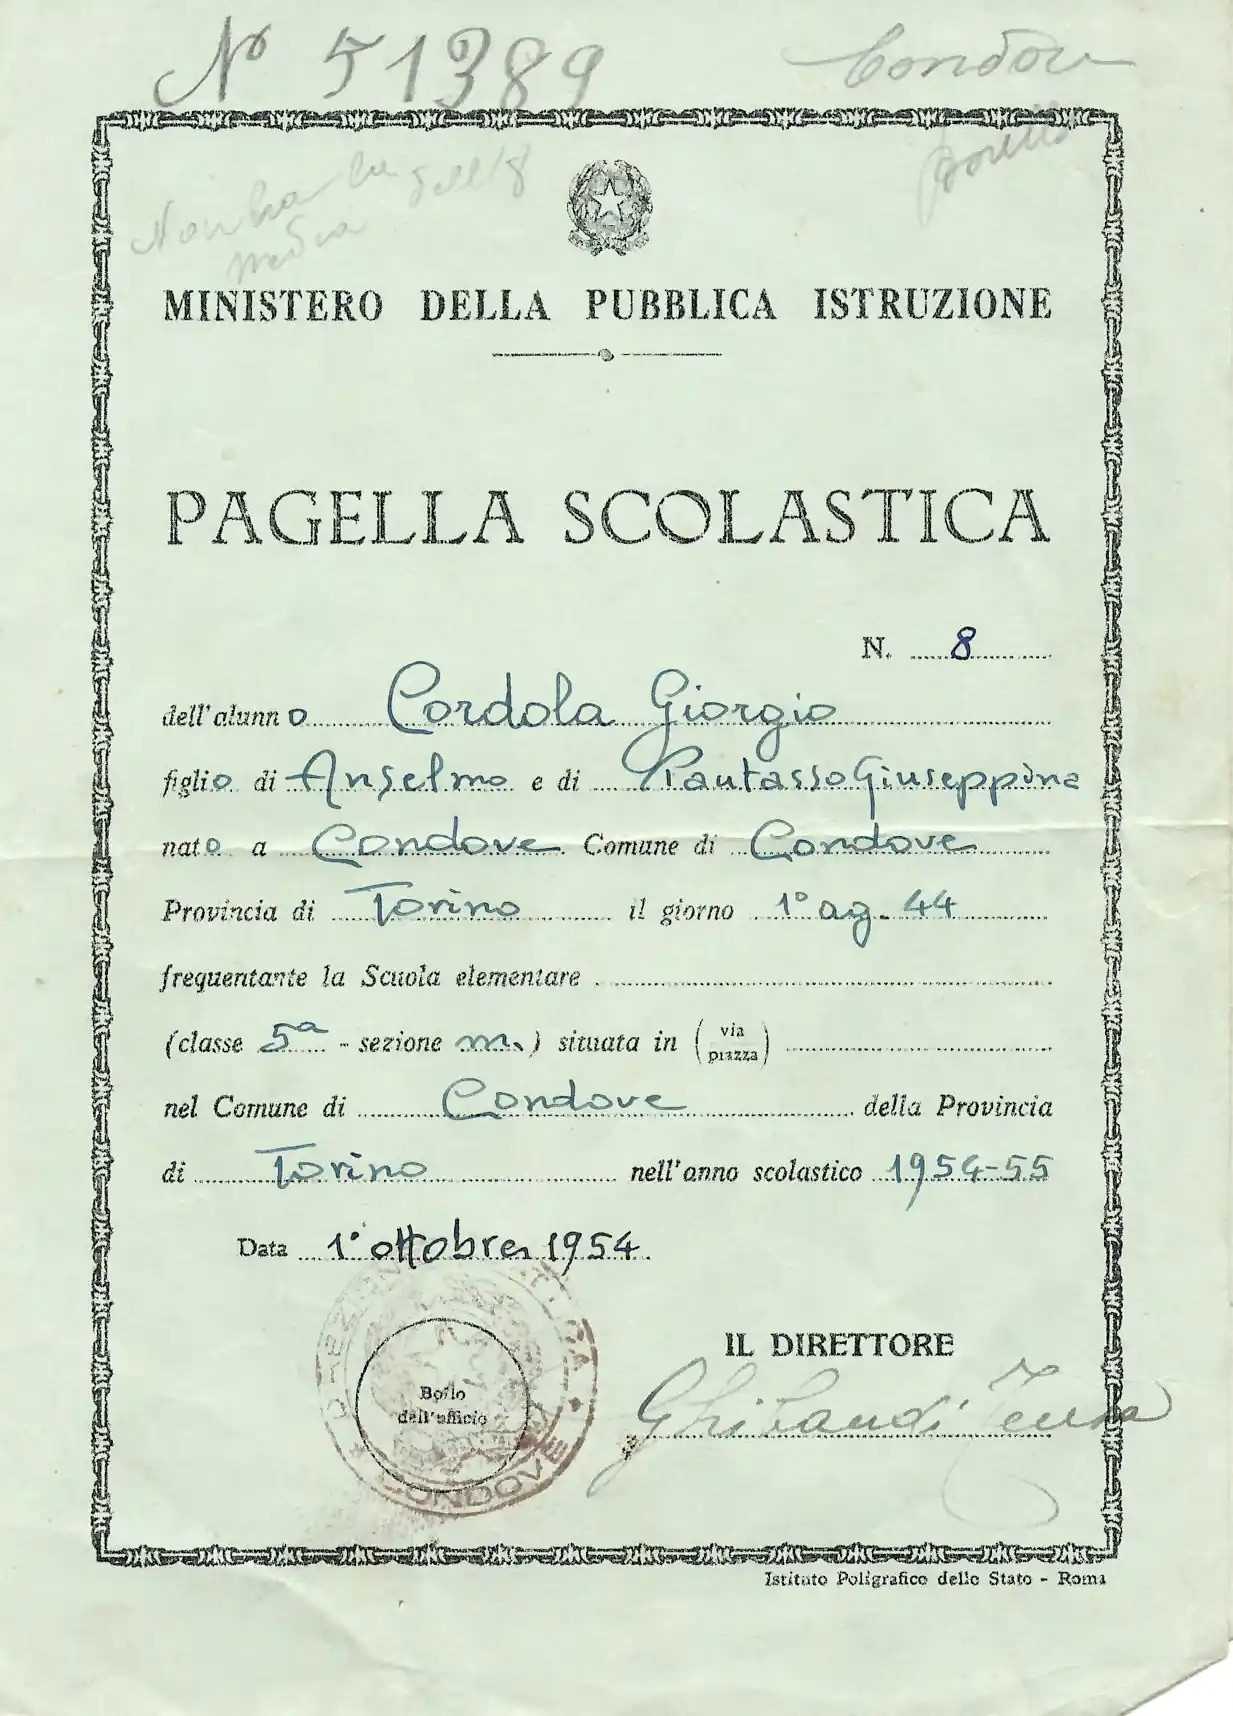 N 51389
Condove
MINISTERO DELLA PUBBLICA ISTRUZIONE
PAGELLA SCOLASTICA
N. 8
dell'alunno Cordola Giorgio
figlio di Anselmo e di Pautasso Giuseppina
nato a Condove Comune di Condove
Provincia di Torino il giorno 1° ag. 44
frequentante la Scuola elementare
(classe 5a - sezione m.) situata in (via piazza)
nel Comune di Condove della Provincia
di Torino nell'anno scolastico 1954-55
Data 1° ottobre 1954
IL DIRETTORE
Bollo
dell'ufficio
CONDOVE
Istituto Poligrafico dello Stato - Roma